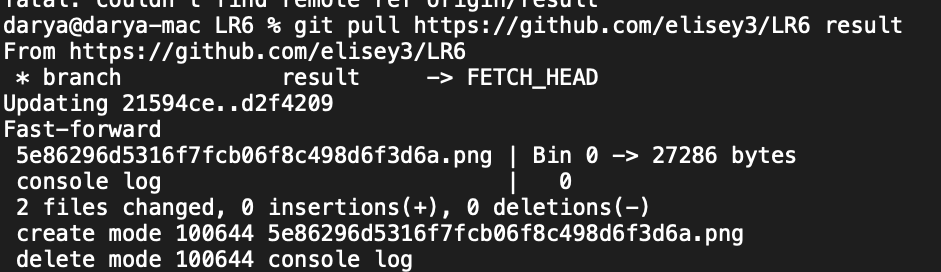 fatal: couldn't find remote ref origin/result
darya@darya-mac LR6 % git pull https://github.com/elisey3/LR6 result
From https://github.com/elisey3/LR6
 * branch            result     -> FETCH_HEAD
Updating 21594ce..d2f4209
Fast-forward
 5e86296d5316f7fcb06f8c498d6f3d6a.png | Bin 0 -> 27286 bytes
 console log                          |   0
 2 files changed, 0 insertions(+), 0 deletions(-)
 create mode 100644 5e86296d5316f7fcb06f8c498d6f3d6a.png
 delete mode 100644 console log